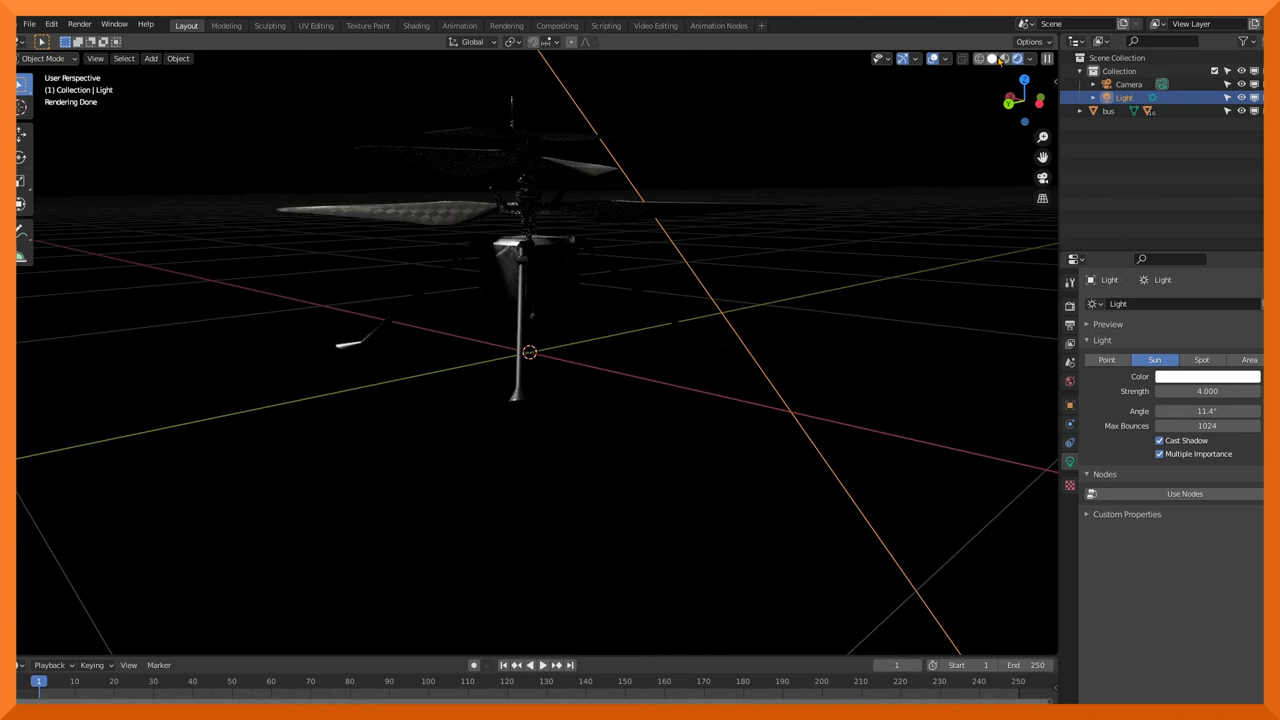 File Edit Render Window Help Layout Modeling Sculpting UV Editing Texture Paint Shading Animation Rendering Compositing Scripting Video Editing Animation Nodes + Scene View Layer
Global Options
Object Mode View Select Add Object
User Perspective
(1) Collection | Light
Rendering Done
Z
Y
Scene Collection
Collection
Camera
Light
bus 10
Light Light
Light
Preview
Light
Point Sun Spot Area
Color
Strength 4.000
Angle 11.4°
Max Bounces 1024
Cast Shadow
Multiple Importance
Nodes
Use Nodes
Custom Properties
Playback Keying View Marker 1 Start 1 End 250
1 10 20 30 40 50 60 70 80 90 100 110 120 130 140 150 160 170 180 190 200 210 220 230 240 250